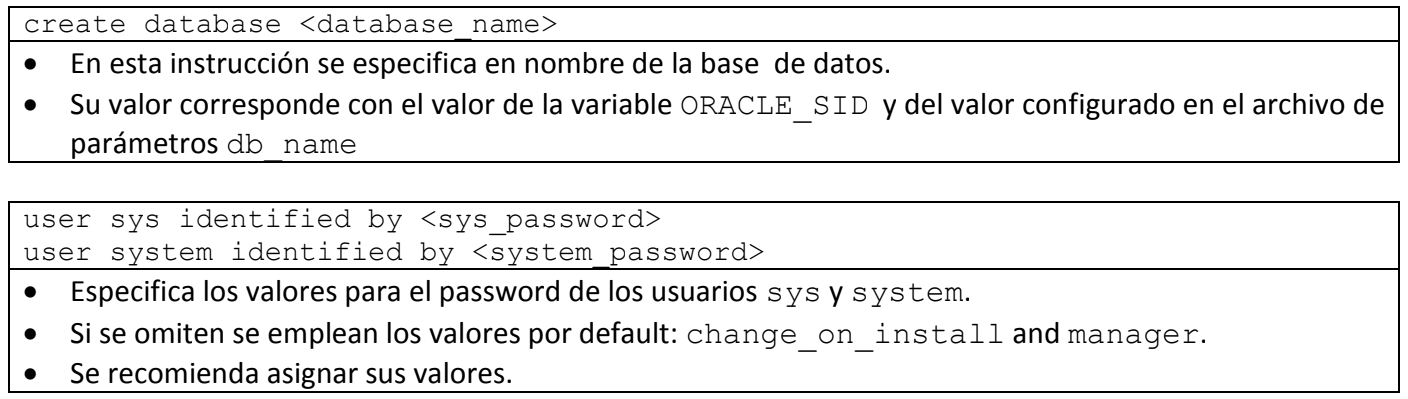 create database <database_name>
• En esta instrucción se especifica en nombre de la base de datos.
• Su valor corresponde con el valor de la variable ORACLE_SID y del valor configurado en el archivo de
parámetros db_name
user sys identified by <sys_password>
user system identified by <system_password>
• Especifica los valores para el password de los usuarios sys y system.
• Si se omiten se emplean los valores por default: change_on_install and manager.
• Se recomienda asignar sus valores.